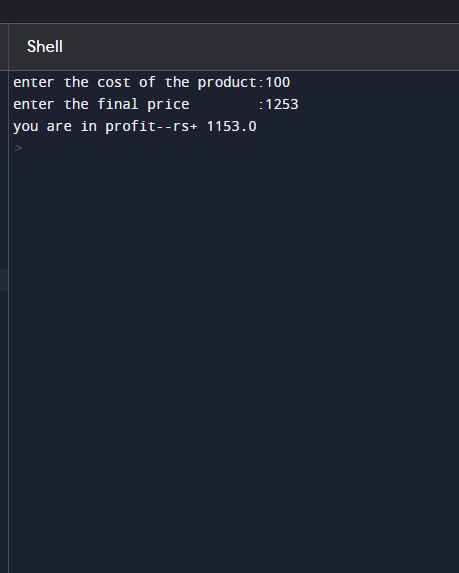 Shell
enter the cost of the product:100
enter the final price        :1253
you are in profit--rs+ 1153.0
>